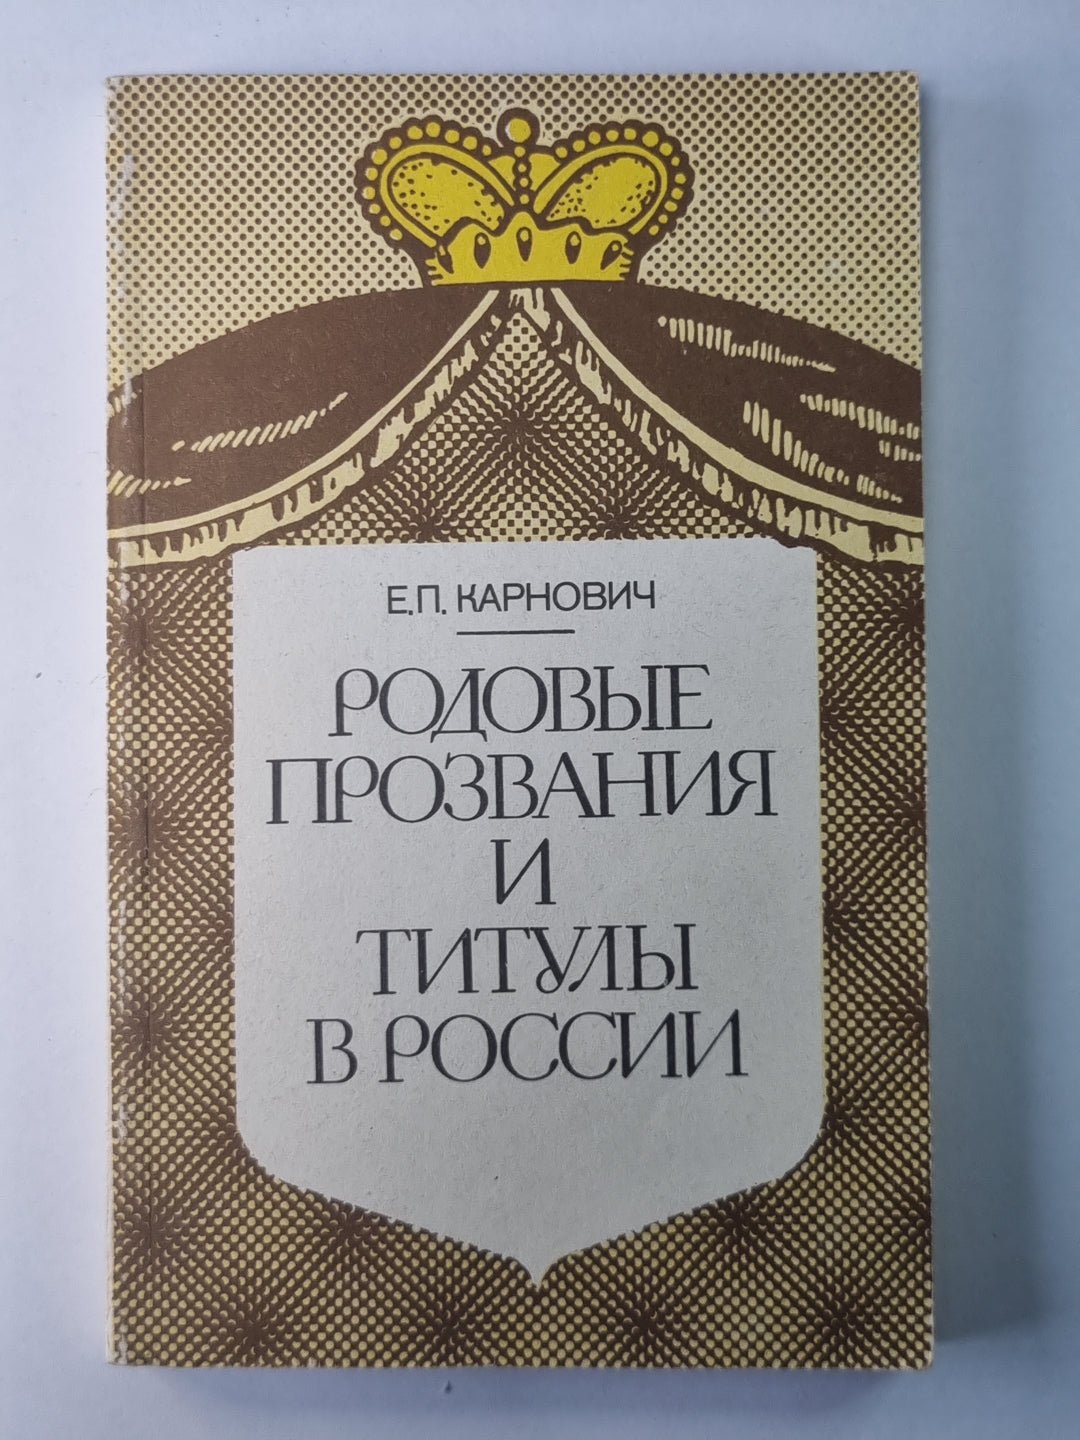 Е.П. КАРНОВИЧ
РОДОВЫЕ
ПРОЗВАНИЯ
И
ТИТУЛЫ
В РОССИИ